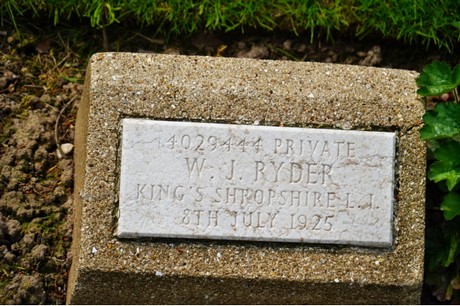 4029444 PRIVATE
W. J. RYDER
KING'S SHROPSHIRE L.I.
8TH JULY 1925